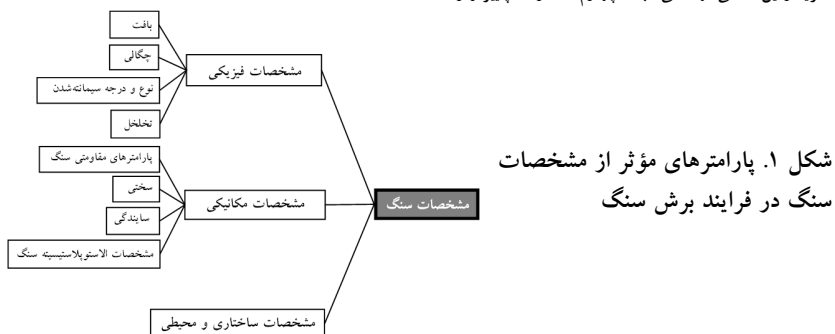 بافت
چگالی
مشخصات فیزیکی
نوع و درجه سیمانته‌شدن
تخلخل
شکل ۱. پارامترهای مؤثر از مشخصات
سنگ در فرایند برش سنگ
پارامترهای مقاومتی سنگ
سختی
مشخصات سنگ
مشخصات مکانیکی
سایندگی
مشخصات الاستوپلاستیسیته سنگ
مشخصات ساختاری و محیطی